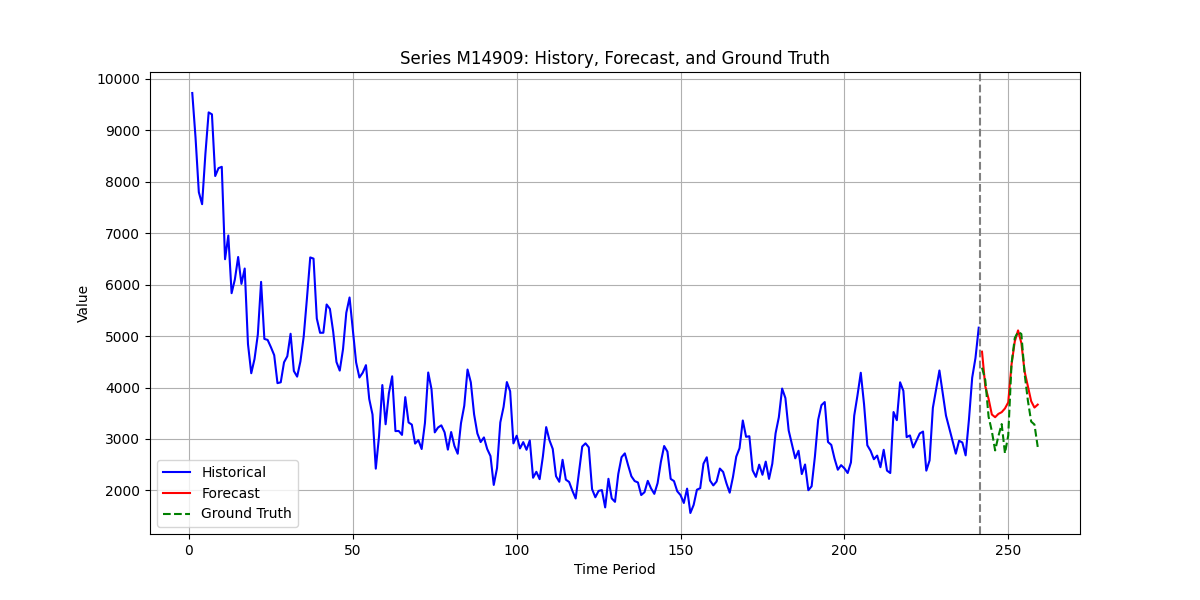 Series M14909: History, Forecast, and Ground Truth
10000
9000
8000
7000
6000
5000
4000
3000
2000
Value
Historical
Forecast
Ground Truth
0 50 100 150 200 250
Time Period